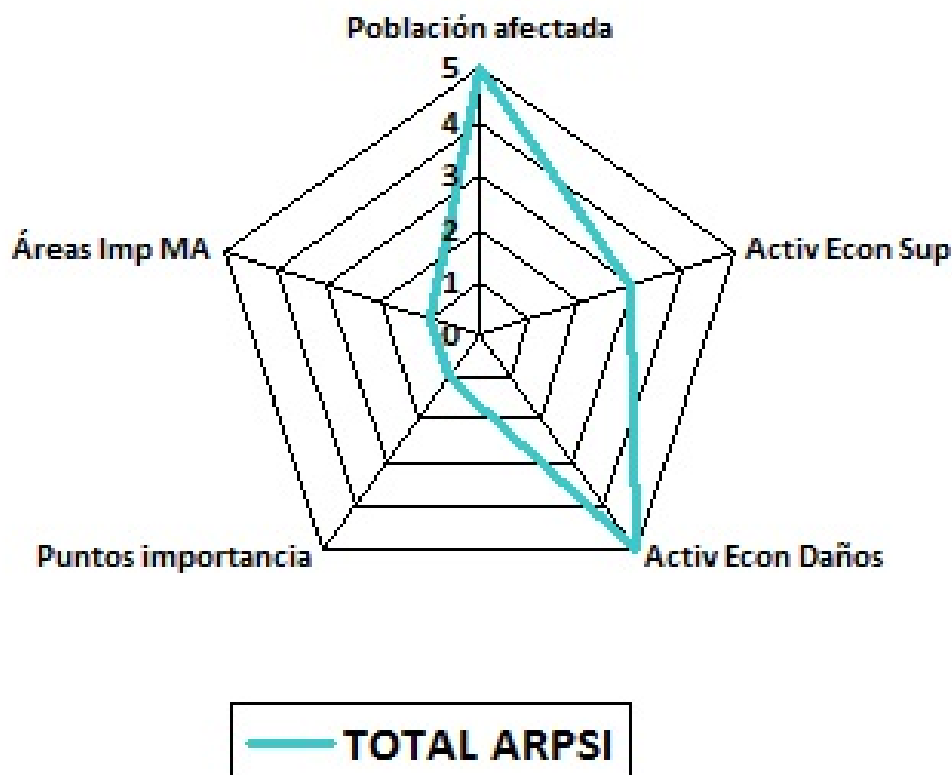 Población afectada
5
4
3
2
1
0
Áreas Imp MA
Activ Econ Sup
Puntos importancia
Activ Econ Daños
TOTAL ARPSI